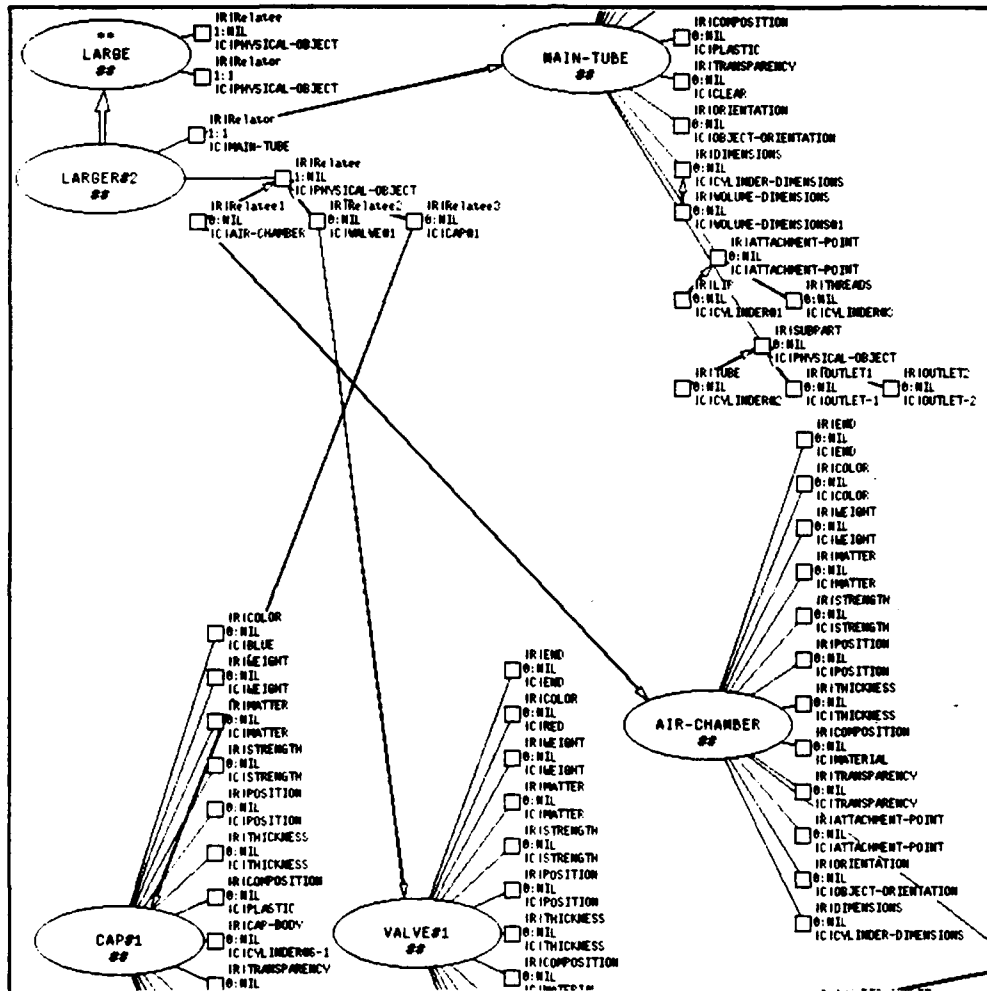 **
LARGE
##
IR|Relatee
1:NIL
IC|PHYSICAL-OBJECT
IR|Relator
1:1
IC|PHYSICAL-OBJECT
LARGER#2
##
IR|Relator
1:1
IC|MAIN-TUBE
IR|Relatee
1:NIL
IC|PHYSICAL-OBJECT
IR|Relatee1
0:NIL
IC|AIR-CHAMBER
IR|Relatee2
0:NIL
IC|VALVE#1
IR|Relatee3
0:NIL
IC|CAP#1
MAIN-TUBE
##
IR|COMPOSITION
0:NIL
IC|PLASTIC
IR|TRANSPARENCY
0:NIL
IC|CLEAR
IR|ORIENTATION
0:NIL
IC|OBJECT-ORIENTATION
IR|DIMENSIONS
0:NIL
IC|CYLINDER-DIMENSIONS
IR|VOLUME-DIMENSIONS
0:NIL
IC|VOLUME-DIMENSIONS#1
IR|ATTACHMENT-POINT
0:NIL
IC|ATTACHMENT-POINT
IR|LIP
0:NIL
IC|CYLINDER#1
IR|THREADS
0:NIL
IR|SUBPART
0:NIL
IC|PHYSICAL-OBJECT
IR|TUBE
0:NIL
IC|CYLINDER#2
IR|OUTLET1
0:NIL
IC|OUTLET-1
IR|OUTLET2
0:NIL
IC|OUTLET-2
IR|END
0:NIL
IC|END
IR|COLOR
0:NIL
IC|COLOR
IR|WEIGHT
0:NIL
IC|WEIGHT
IR|MATTER
0:NIL
IC|MATTER
IR|STRENGTH
0:NIL
IC|STRENGTH
IR|POSITION
0:NIL
IC|POSITION
IR|THICKNESS
0:NIL
IC|THICKNESS
IR|COMPOSITION
0:NIL
IC|MATERIAL
IR|TRANSPARENCY
0:NIL
IC|TRANSPARENCY
IR|ATTACHMENT-POINT
0:NIL
IC|ATTACHMENT-POINT
IR|ORIENTATION
0:NIL
IC|OBJECT-ORIENTATION
IR|DIMENSIONS
0:NIL
IC|CYLINDER-DIMENSIONS
AIR-CHAMBER
##
IR|COLOR
0:NIL
IC|BLUE
IR|WEIGHT
0:NIL
IC|WEIGHT
IR|MATTER
0:NIL
IC|MATTER
IR|STRENGTH
0:NIL
IC|STRENGTH
IR|POSITION
0:NIL
IC|POSITION
IR|THICKNESS
0:NIL
IC|THICKNESS
IR|COMPOSITION
0:NIL
IC|PLASTIC
IR|CAP-BODY
0:NIL
IC|CYLINDER#6-1
IR|TRANSPARENCY
0:NIL
CAP#1
##
IR|END
0:NIL
IC|END
IR|COLOR
0:NIL
IC|RED
IR|WEIGHT
0:NIL
IC|WEIGHT
IR|MATTER
0:NIL
IC|MATTER
IR|STRENGTH
0:NIL
IC|STRENGTH
IR|POSITION
0:NIL
IC|POSITION
IR|THICKNESS
0:NIL
IC|THICKNESS
IR|COMPOSITION
0:NIL
VALVE#1
##